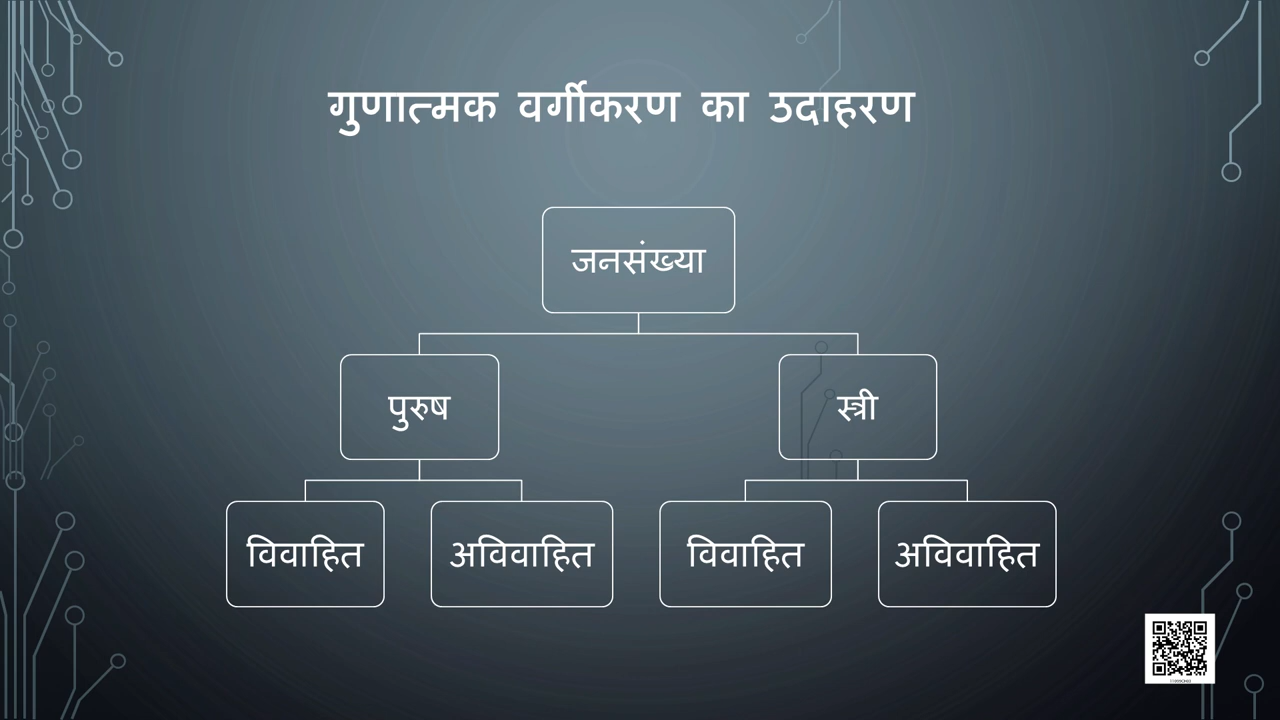 गुणात्मक वर्गीकरण का उदाहरण
जनसंख्या
पुरुष स्त्री
विवाहित अविवाहित विवाहित अविवाहित